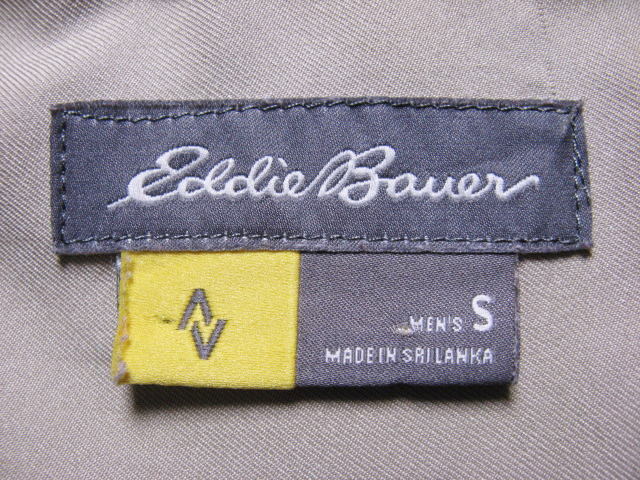 Eddie Bauer
MEN'S S
MADE IN SRI LANKA